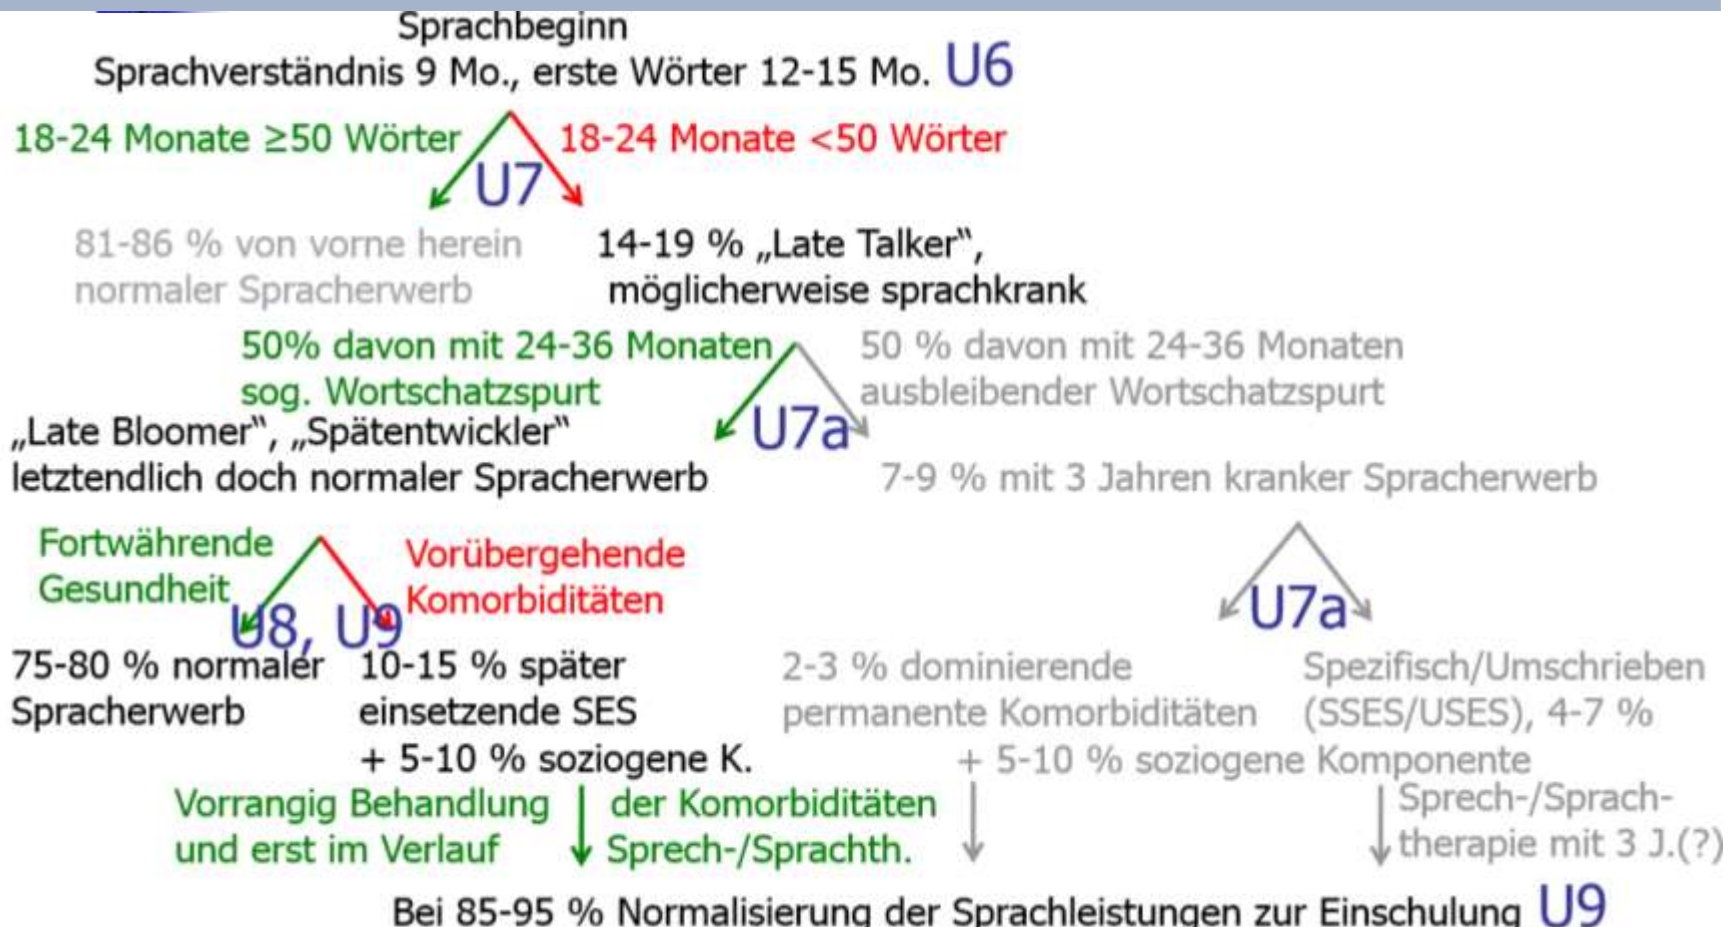 Sprachbeginn
Sprachverständnis 9 Mo., erste Wörter 12-15 Mo. U6
18-24 Monate ≥50 Wörter
18-24 Monate <50 Wörter
U7
81-86 % von vorne herein
normaler Spracherwerb
14-19 % „Late Talker“,
möglicherweise sprachkrank
50% davon mit 24-36 Monaten
sog. Wortschatzspurt
50 % davon mit 24-36 Monaten
ausbleibender Wortschatzspurt
U7a
„Late Bloomer“, „Spätentwickler“
letztendlich doch normaler Spracherwerb
7-9 % mit 3 Jahren kranker Spracherwerb
Fortwährende
Gesundheit
Vorübergehende
Komorbiditäten
U8, U9
U7a
75-80 % normaler
Spracherwerb
10-15 % später
einsetzende SES
+ 5-10 % soziogene K.
2-3 % dominierende
permanente Komorbiditäten
Spezifisch/Umschrieben
(SSES/USES), 4-7 %
+ 5-10 % soziogene Komponente
Vorrangig Behandlung der Komorbiditäten
und erst im Verlauf Sprech-/Sprachth.
Sprech-/Sprach-
therapie mit 3 J.(?)
Bei 85-95 % Normalisierung der Sprachleistungen zur Einschulung U9